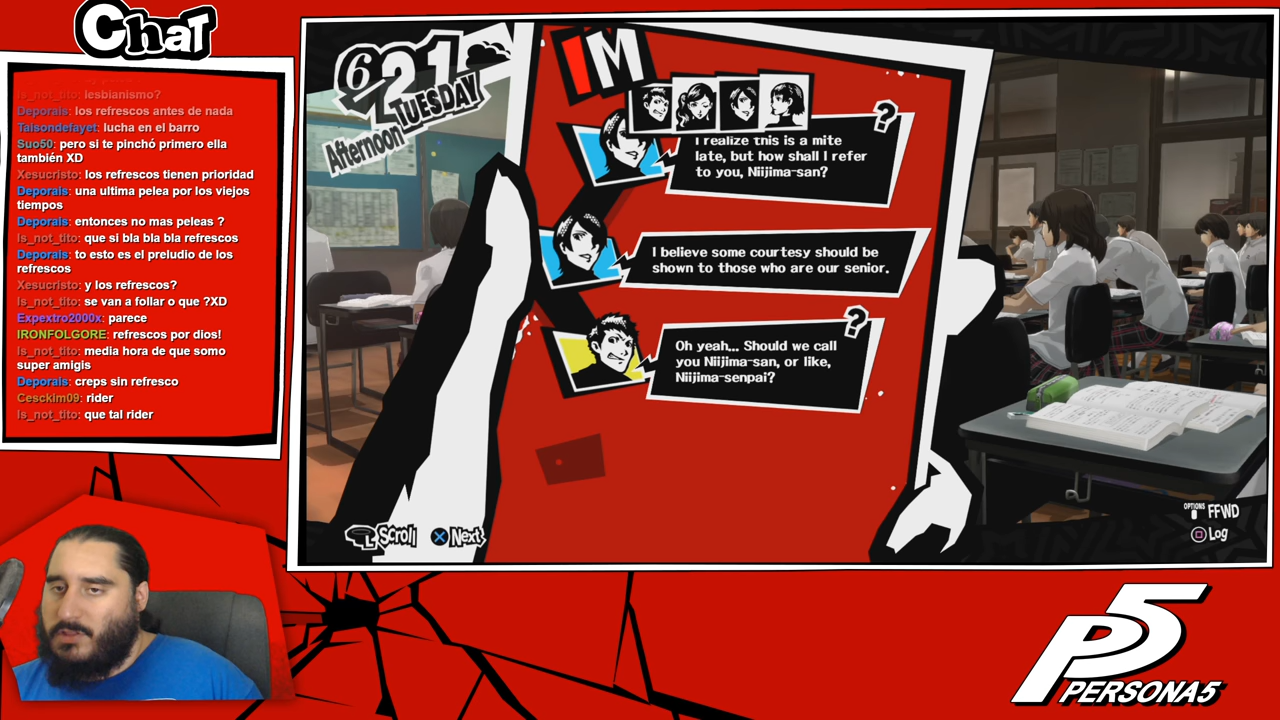 Chat
Is_not_tito: lesbianismo?
Deporais: los refrescos antes de nada
Taisondefayet: lucha en el barro
Suo50: pero si te pinchó primero ella
también XD
Xesucristo: los refrescos tienen prioridad
Deporais: una ultima pelea por los viejos
tiempos
Deporais: entonces no mas peleas ?
Is_not_tito: que si bla bla bla refrescos
Deporais: to esto es el preludio de los
refrescos
Xesucristo: y los refrescos?
Is_not_tito: se van a follar o que ?XD
Expextro2000x: parece
IRONFOLGORE: refrescos por dios!
Is_not_tito: media hora de que somo
super amigis
Deporais: creps sin refresco
Cesckim09: rider
Is_not_tito: que tal rider
6/21
TUESDAY
Afternoon
IM
?
I realize this is a mite
late, but how shall I refer
to you, Niijima-san?
I believe some courtesy should be
shown to those who are our senior.
?
Oh yeah... Should we call
you Niijima-san, or like,
Niijima-senpai?
L Scroll
Next
OPTIONS FFWD
Log
P5
PERSONA5